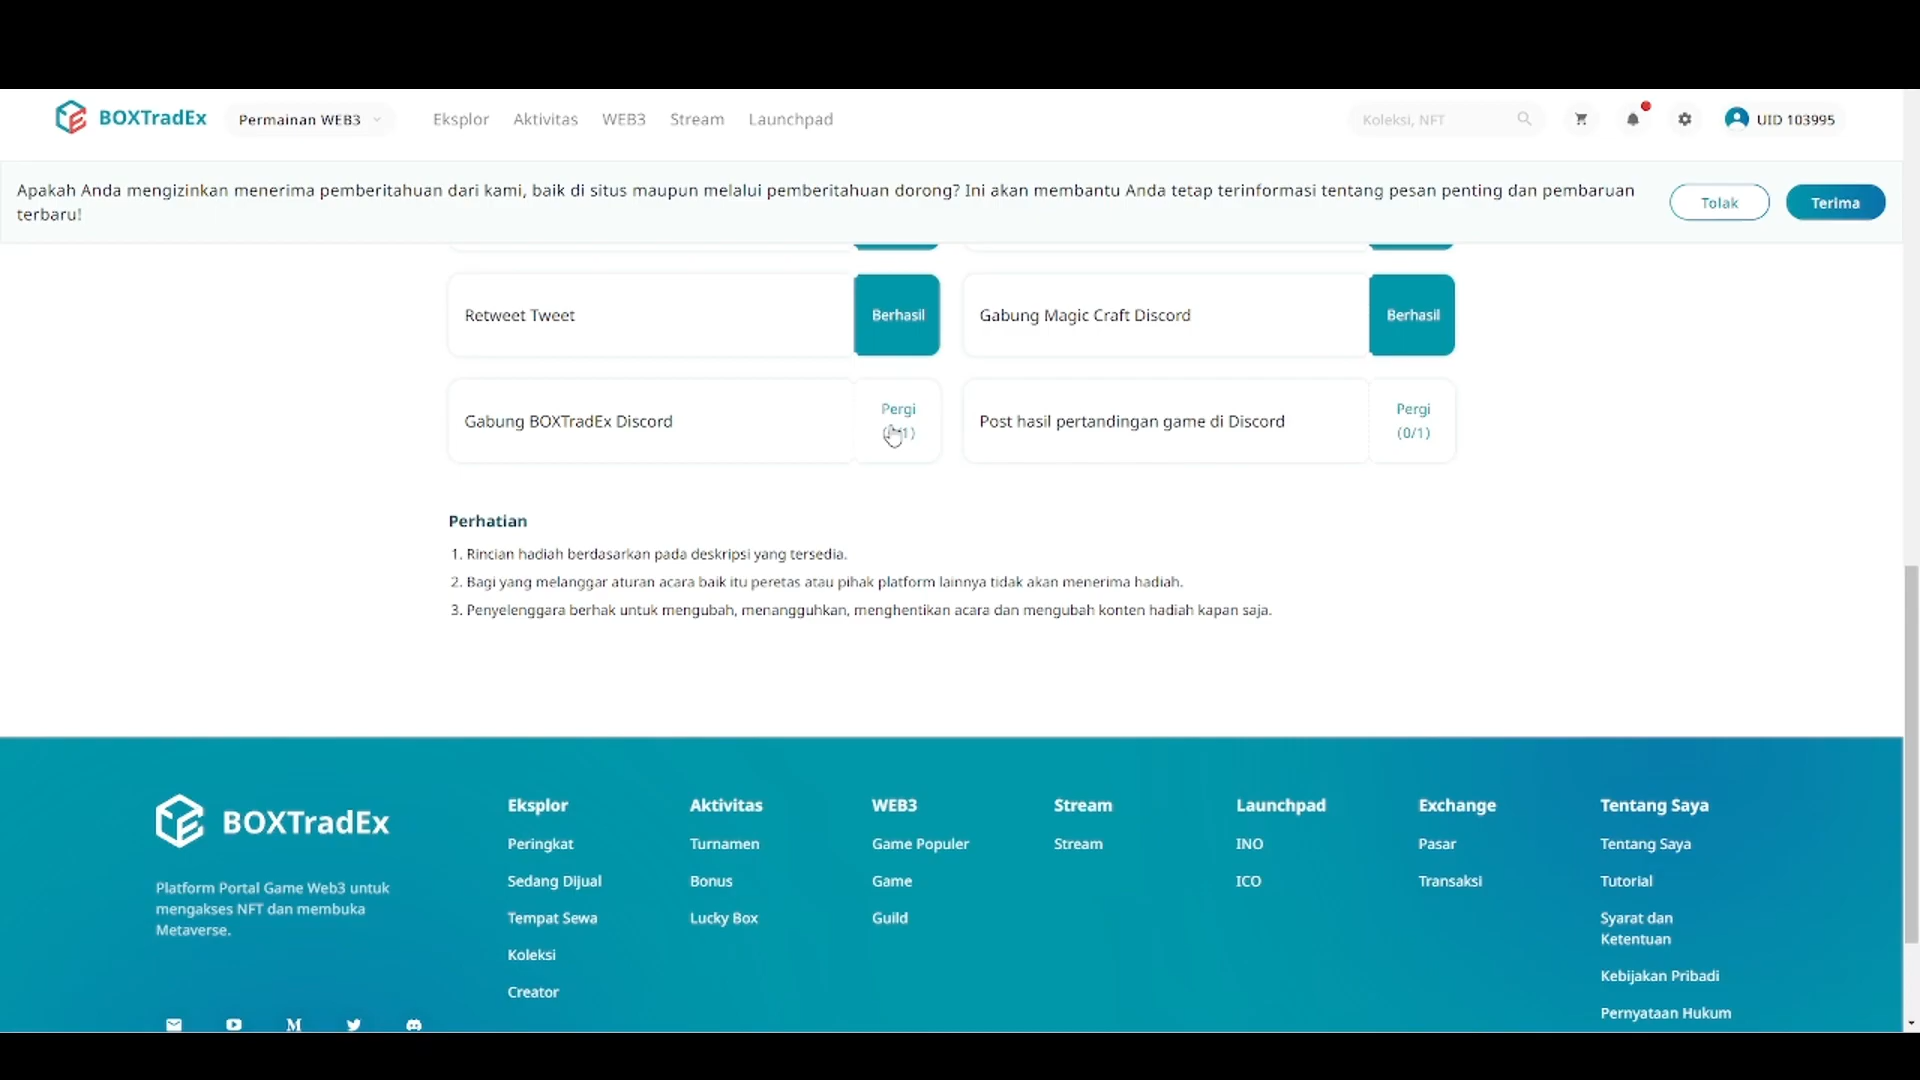 BOXTradEx
Permainan WEB3
Eksplor
Aktivitas
WEB3
Stream
Launchpad
Koleksi, NFT
UID 103995
Apakah Anda mengizinkan menerima pemberitahuan dari kami, baik di situs maupun melalui pemberitahuan dorong? Ini akan membantu Anda tetap terinformasi tentang pesan penting dan pembaruan
terbaru!
Tolak
Terima
Retweet Tweet
Berhasil
Gabung Magic Craft Discord
Berhasil
Gabung BOXTradEx Discord
Pergi
1)
Post hasil pertandingan game di Discord
Pergi
(0/1)
Perhatian
1. Rincian hadiah berdasarkan pada deskripsi yang tersedia.
2. Bagi yang melanggar aturan acara baik itu peretas atau pihak platform lainnya tidak akan menerima hadiah.
3. Penyelenggara berhak untuk mengubah, menangguhkan, menghentikan acara dan mengubah konten hadiah kapan saja.
BOXTradEx
Platform Portal Game Web3 untuk
mengakses NFT dan membuka
Metaverse.
Eksplor
Peringkat
Sedang Dijual
Tempat Sewa
Koleksi
Creator
Aktivitas
Turnamen
Bonus
Lucky Box
WEB3
Game Populer
Game
Guild
Stream
Stream
Launchpad
INO
ICO
Exchange
Pasar
Transaksi
Tentang Saya
Tentang Saya
Tutorial
Syarat dan
Ketentuan
Kebijakan Pribadi
Pernyataan Hukum